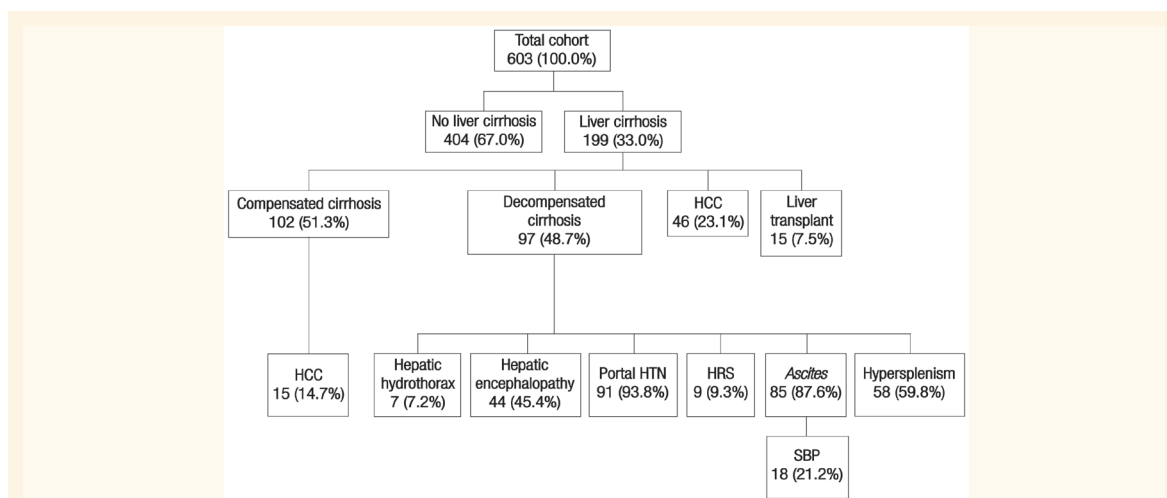 Total cohort
603 (100.0%)
No liver cirrhosis
404 (67.0%)
Liver cirrhosis
199 (33.0%)
Compensated cirrhosis
102 (51.3%)
Decompensated
cirrhosis
97 (48.7%)
HCC
46 (23.1%)
Liver
transplant
15 (7.5%)
HCC
15 (14.7%)
Hepatic
hydrothorax
7 (7.2%)
Hepatic
encephalopathy
44 (45.4%)
Portal HTN
91 (93.8%)
HRS
9 (9.3%)
Ascites
85 (87.6%)
Hypersplenism
58 (59.8%)
SBP
18 (21.2%)